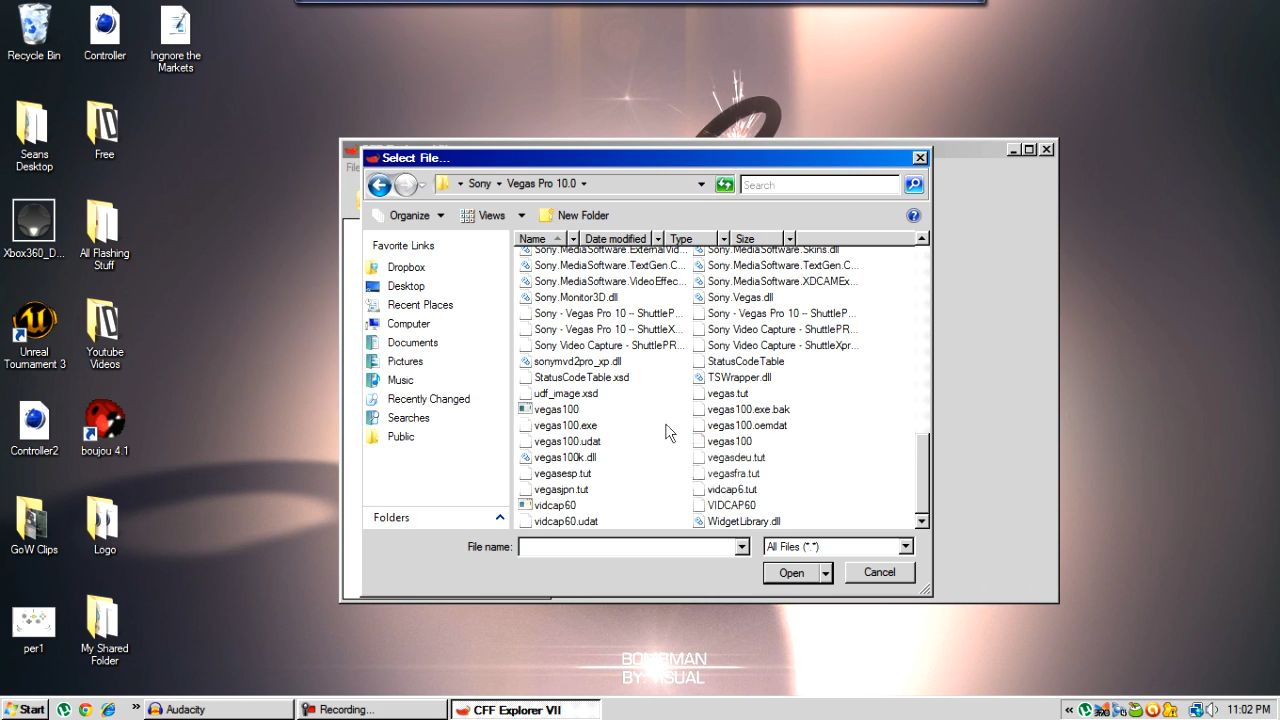 Recycle Bin
Controller
Ingnore the
Markets
Seans
Desktop
Free
Xbox360_D...
All Flashing
Stuff
Unreal
Tournament 3
Youtube
Videos
Controller2
boujou 4.1
GoW Clips
Logo
per1
My Shared
Folder
Select File...
Sony
Vegas Pro 10.0
Search
Organize
Views
New Folder
Name
Date modified
Type
Size
Favorite Links
Dropbox
Desktop
Recent Places
Computer
Documents
Pictures
Music
Recently Changed
Searches
Public
Folders
Sony.MediaSoftware.ExternalVid...
Sony.MediaSoftware.Skins.dll
Sony.MediaSoftware.TextGen.C...
Sony.MediaSoftware.TextGen.C...
Sony.MediaSoftware.VideoEffec...
Sony.MediaSoftware.XDCAMEx...
Sony.Monitor3D.dll
Sony.Vegas.dll
Sony - Vegas Pro 10 -- ShuttleP...
Sony - Vegas Pro 10 -- ShuttleP...
Sony - Vegas Pro 10 -- ShuttleX...
Sony Video Capture - ShuttlePR...
Sony Video Capture - ShuttlePR...
Sony Video Capture - ShuttleXpr...
sonymvd2pro_xp.dll
StatusCodeTable
StatusCodeTable.xsd
TSWrapper.dll
udf_image.xsd
vegas.tut
vegas100
vegas100.exe.bak
vegas100.exe
vegas100.oemdat
vegas100.udat
vegas100
vegas100k.dll
vegasdeu.tut
vegasesp.tut
vegasfra.tut
vegasjpn.tut
vidcap6.tut
vidcap60
VIDCAP60
vidcap60.udat
WidgetLibrary.dll
File name:
All Files (*.*)
Open
Cancel
BY: VISUAL
Start
Audacity
Recording...
CFF Explorer VII
11:02 PM